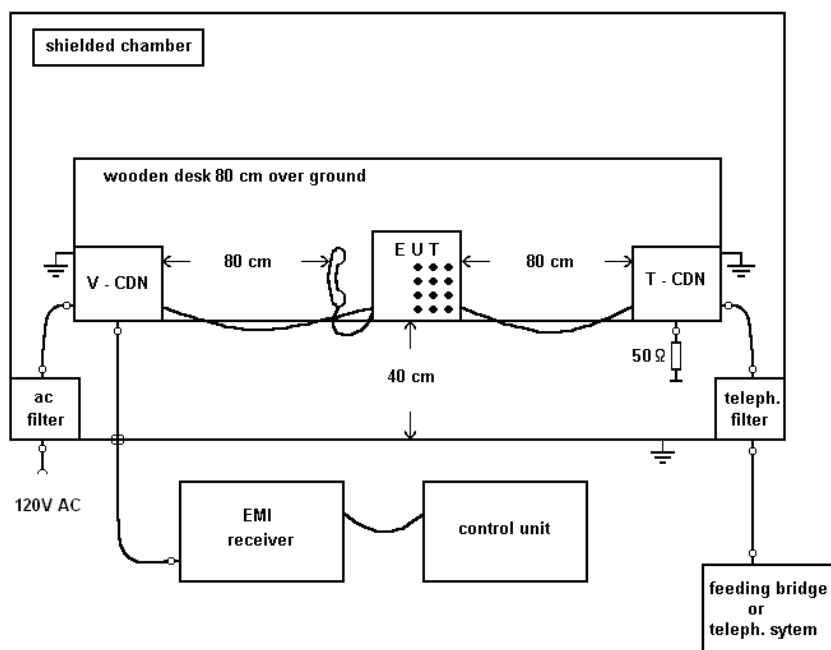 shielded chamber
wooden desk 80 cm over ground
E U T
80 cm
80 cm
V - CDN
T - CDN
50 Ω
40 cm
ac
filter
teleph.
filter
120V AC
EMI
receiver
control unit
feeding bridge
or
teleph. sytem